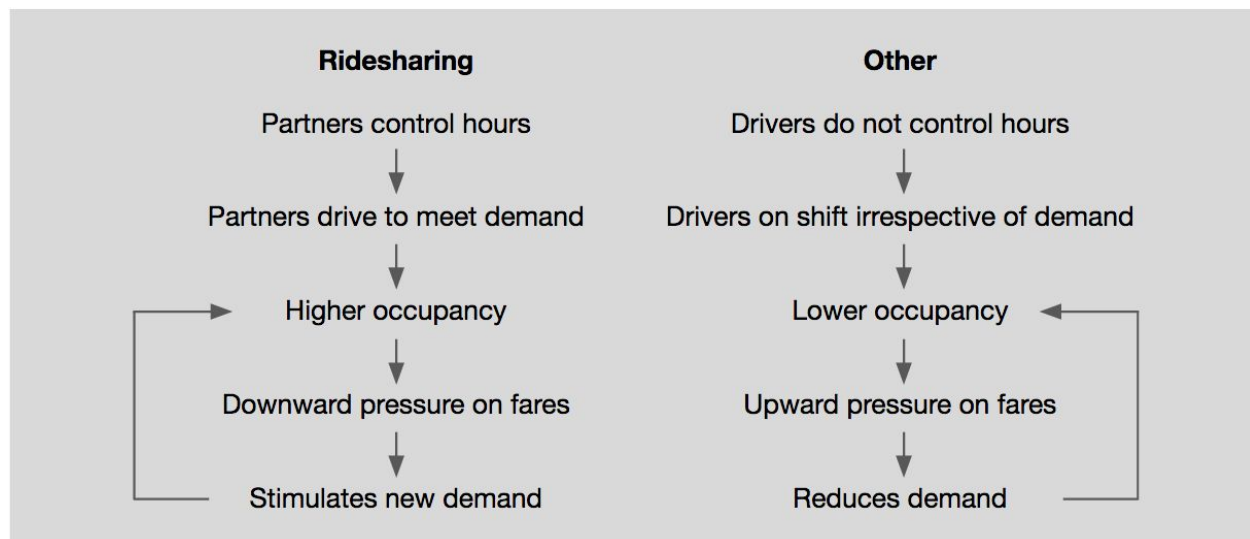 Ridesharing
Partners control hours
Partners drive to meet demand
Higher occupancy
Downward pressure on fares
Stimulates new demand
Other
Drivers do not control hours
Drivers on shift irrespective of demand
Lower occupancy
Upward pressure on fares
Reduces demand